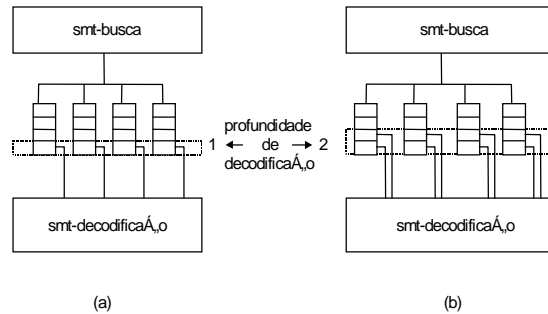 smt-busca
smt-busca
1
profundidade
de
decodificaÁ„o
2
smt-decodificaÁ„o
smt-decodificaÁ„o
(a)
(b)